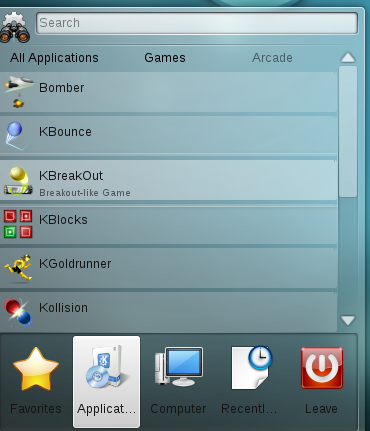 Search
All Applications Games Arcade
Bomber
KBounce
KBreakOut
Breakout-like Game
KBlocks
KGoldrunner
Kollision
Favorites Applicat... Computer Recentl... Leave